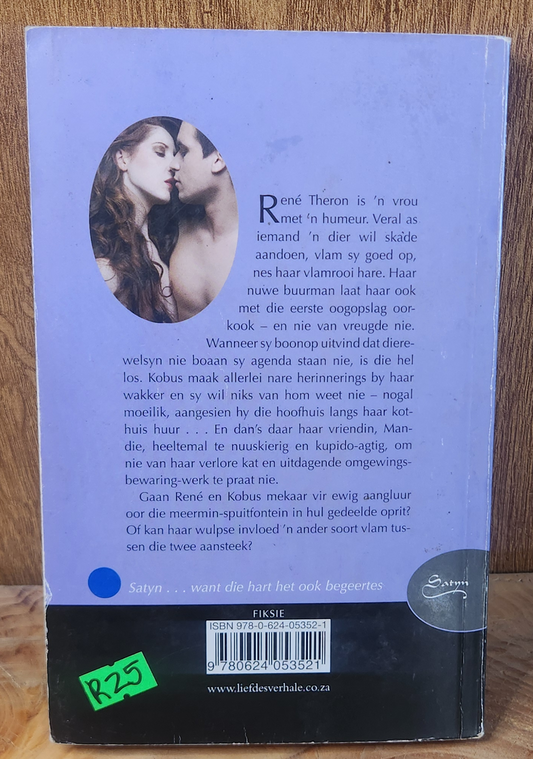 René Theron is 'n vrou
met 'n humeur. Veral as
iemand 'n dier wil skade
aandoen, vlam sy goed op,
nes haar vlamrooi hare. Haar
nuwe buurman laat haar ook
met die eerste oogopslag oor-
kook – en nie van vreugde nie.
Wanneer sy boonop uitvind dat diere-
welsyn nie boaan sy agenda staan nie, is die hel
los. Kobus maak allerlei nare herinnerings by haar
wakker en sy wil niks van hom weet nie – nogal
moeilik, aangesien hy die hoofhuis langs haar kot-
huis huur . . . En dan's daar haar vriendin, Man-
die, heeltemal te nuuskierig en kupido-agtig, om
nie van haar verlore kat en uitdagende omgewings-
bewaring-werk te praat nie.
Gaan René en Kobus mekaar vir ewig aangluur
oor die meermin-spuitfontein in hul gedeelde oprit?
Of kan haar wulpse invloed 'n ander soort vlam tus-
sen die twee aansteek?
Satyn . . . want die hart het ook begeertes
Satyn
FIKSIE
ISBN 978-0-624-05352-1
9 780624 053521
www.liefdesverhale.co.za
R25